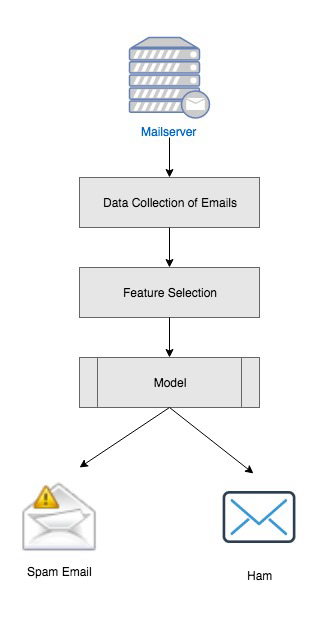 Mailserver
Data Collection of Emails
Feature Selection
Model
Spam Email
Ham